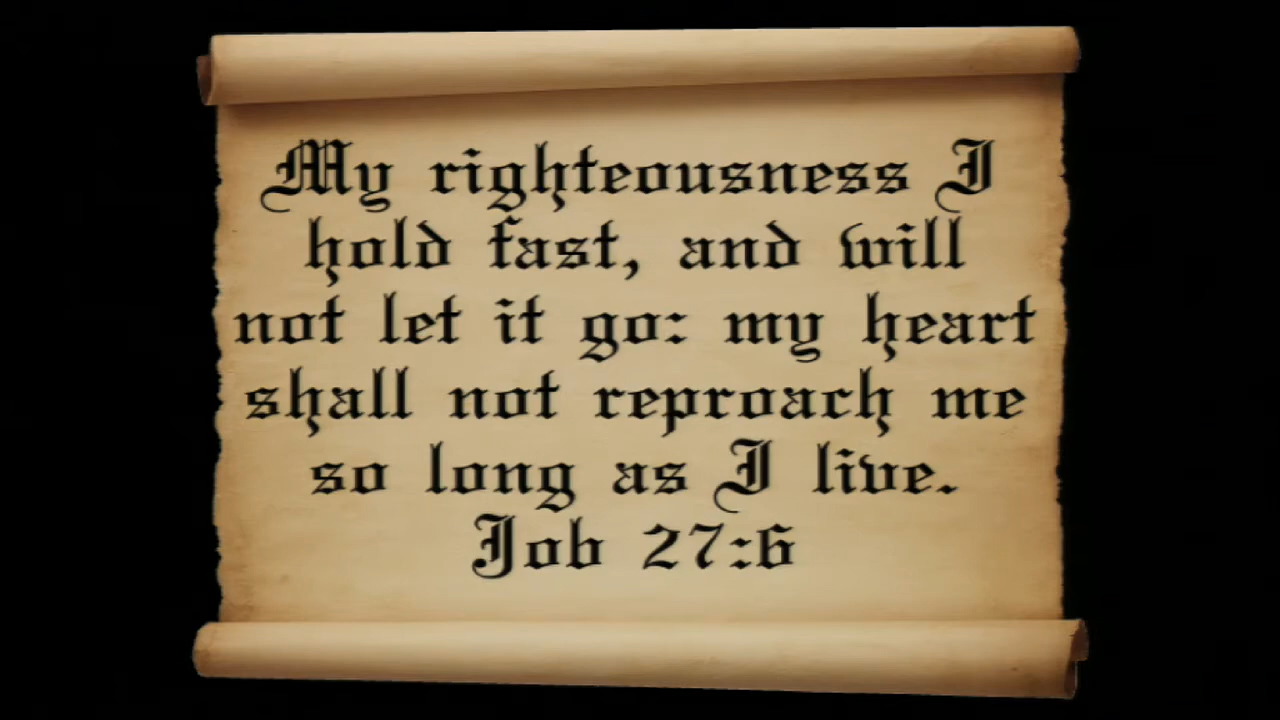 My righteousness I
hold fast, and will
not let it go: my heart
shall not reproach me
so long as I live.
Job 27:6